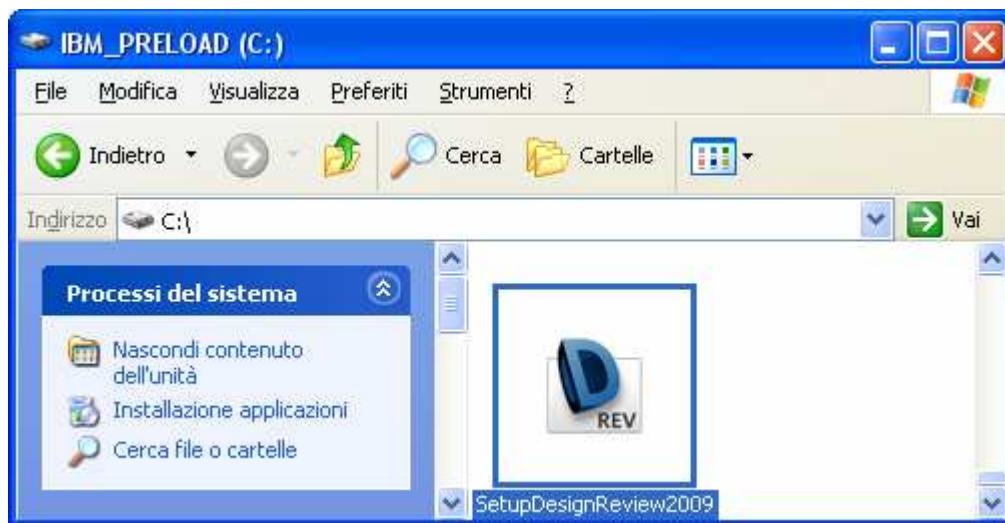 IBM_PRELOAD (C:)
File Modifica Visualizza Preferiti Strumenti ?
Indietro Cerca Cartelle
Indirizzo C:\ Vai
Processi del sistema
Nascondi contenuto
dell'unità
Installazione applicazioni
Cerca file o cartelle
D
REV
SetupDesignReview2009